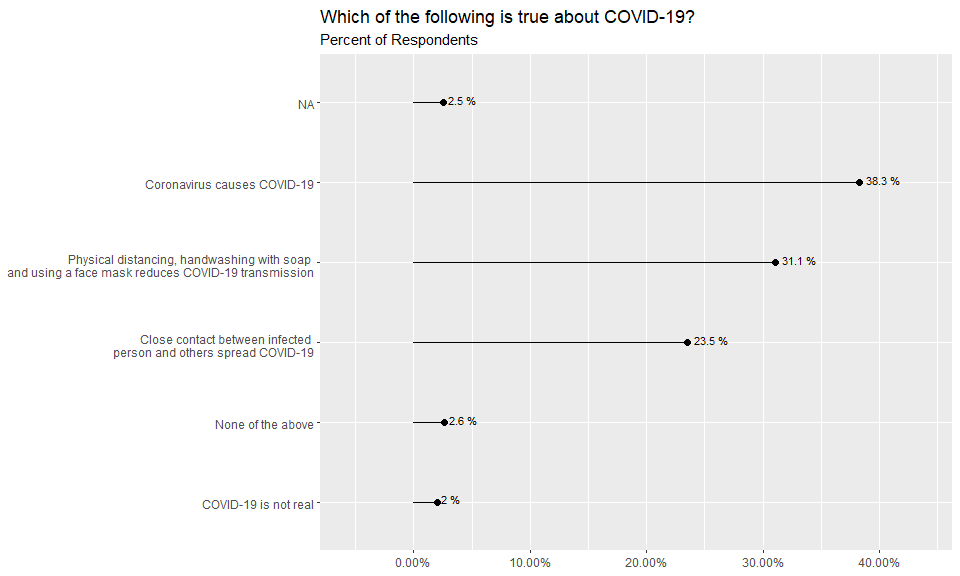 Which of the following is true about COVID-19?
Percent of Respondents
NA
2.5 %
Coronavirus causes COVID-19
38.3 %
Physical distancing, handwashing with soap
and using a face mask reduces COVID-19 transmission
31.1 %
Close contact between infected
person and others spread COVID-19
23.5 %
None of the above
2.6 %
COVID-19 is not real
2 %
0.00% 10.00% 20.00% 30.00% 40.00%